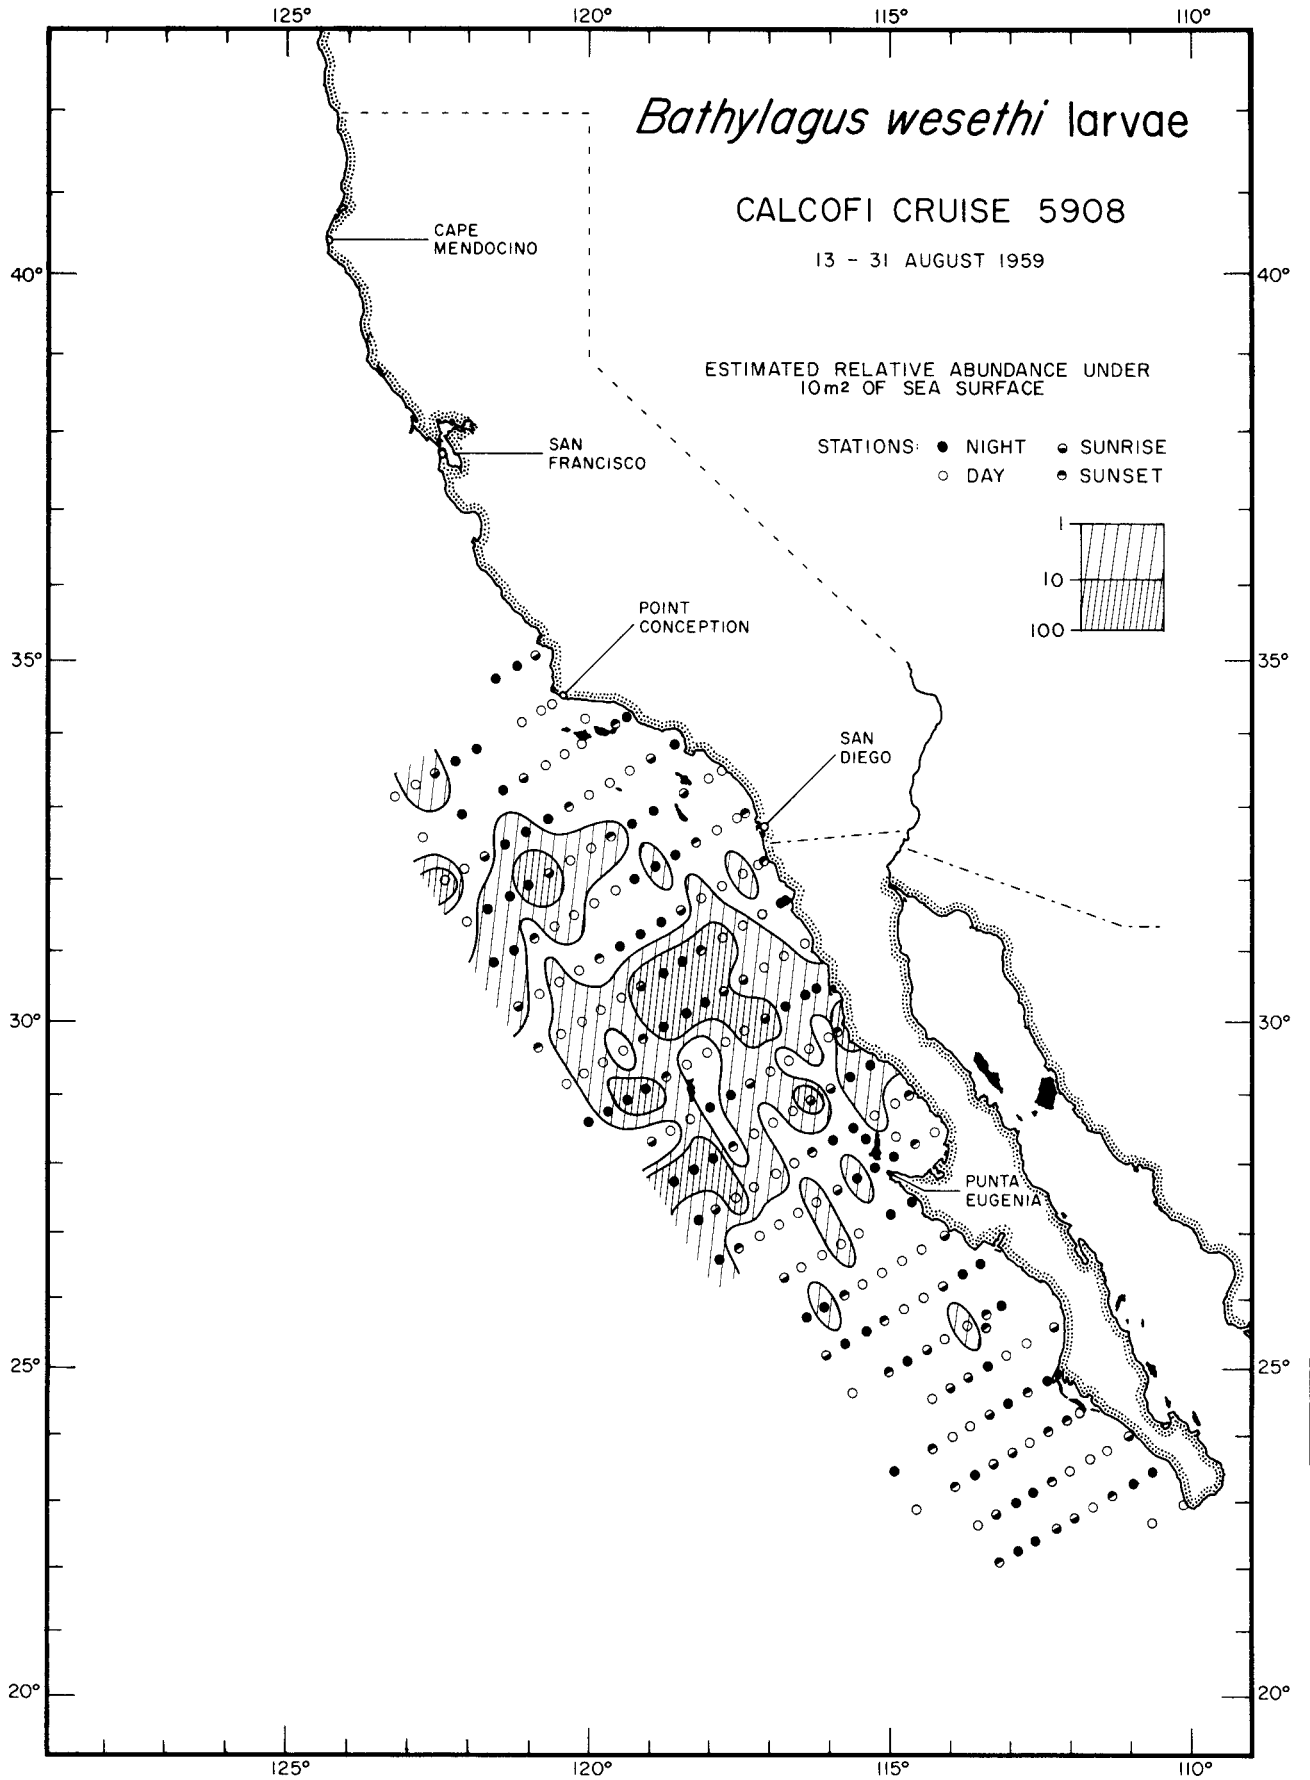 125° 120° 115° 110°
Bathylagus wesethi larvae
CALCOFI CRUISE 5908
13 - 31 AUGUST 1959
CAPE
MENDOCINO
40° 40°
ESTIMATED RELATIVE ABUNDANCE UNDER
10m2 OF SEA SURFACE
STATIONS: ● NIGHT ◒ SUNRISE
○ DAY ◓ SUNSET
SAN
FRANCISCO
1
10
100
POINT
CONCEPTION
35° 35°
SAN
DIEGO
30° 30°
PUNTA
EUGENIA
25° 25°
20° 20°
125° 120° 115° 110°